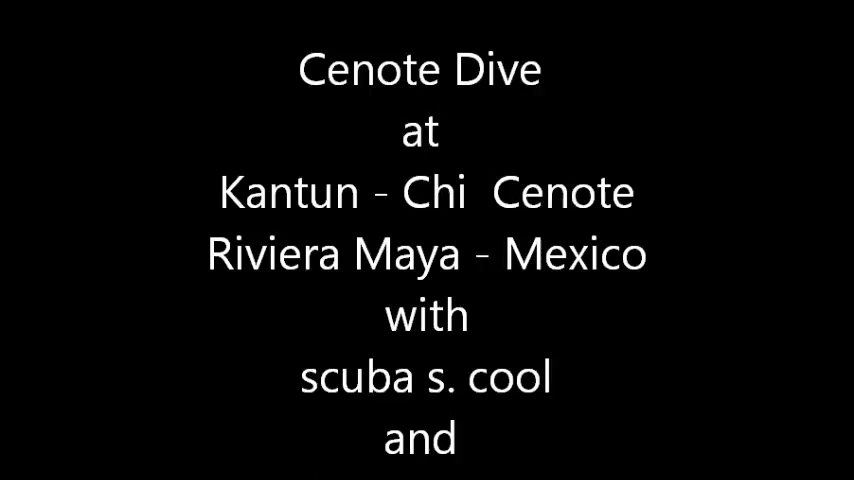 Cenote Dive
at
Kantun - Chi  Cenote
Riviera Maya - Mexico
with
scuba s. cool
and